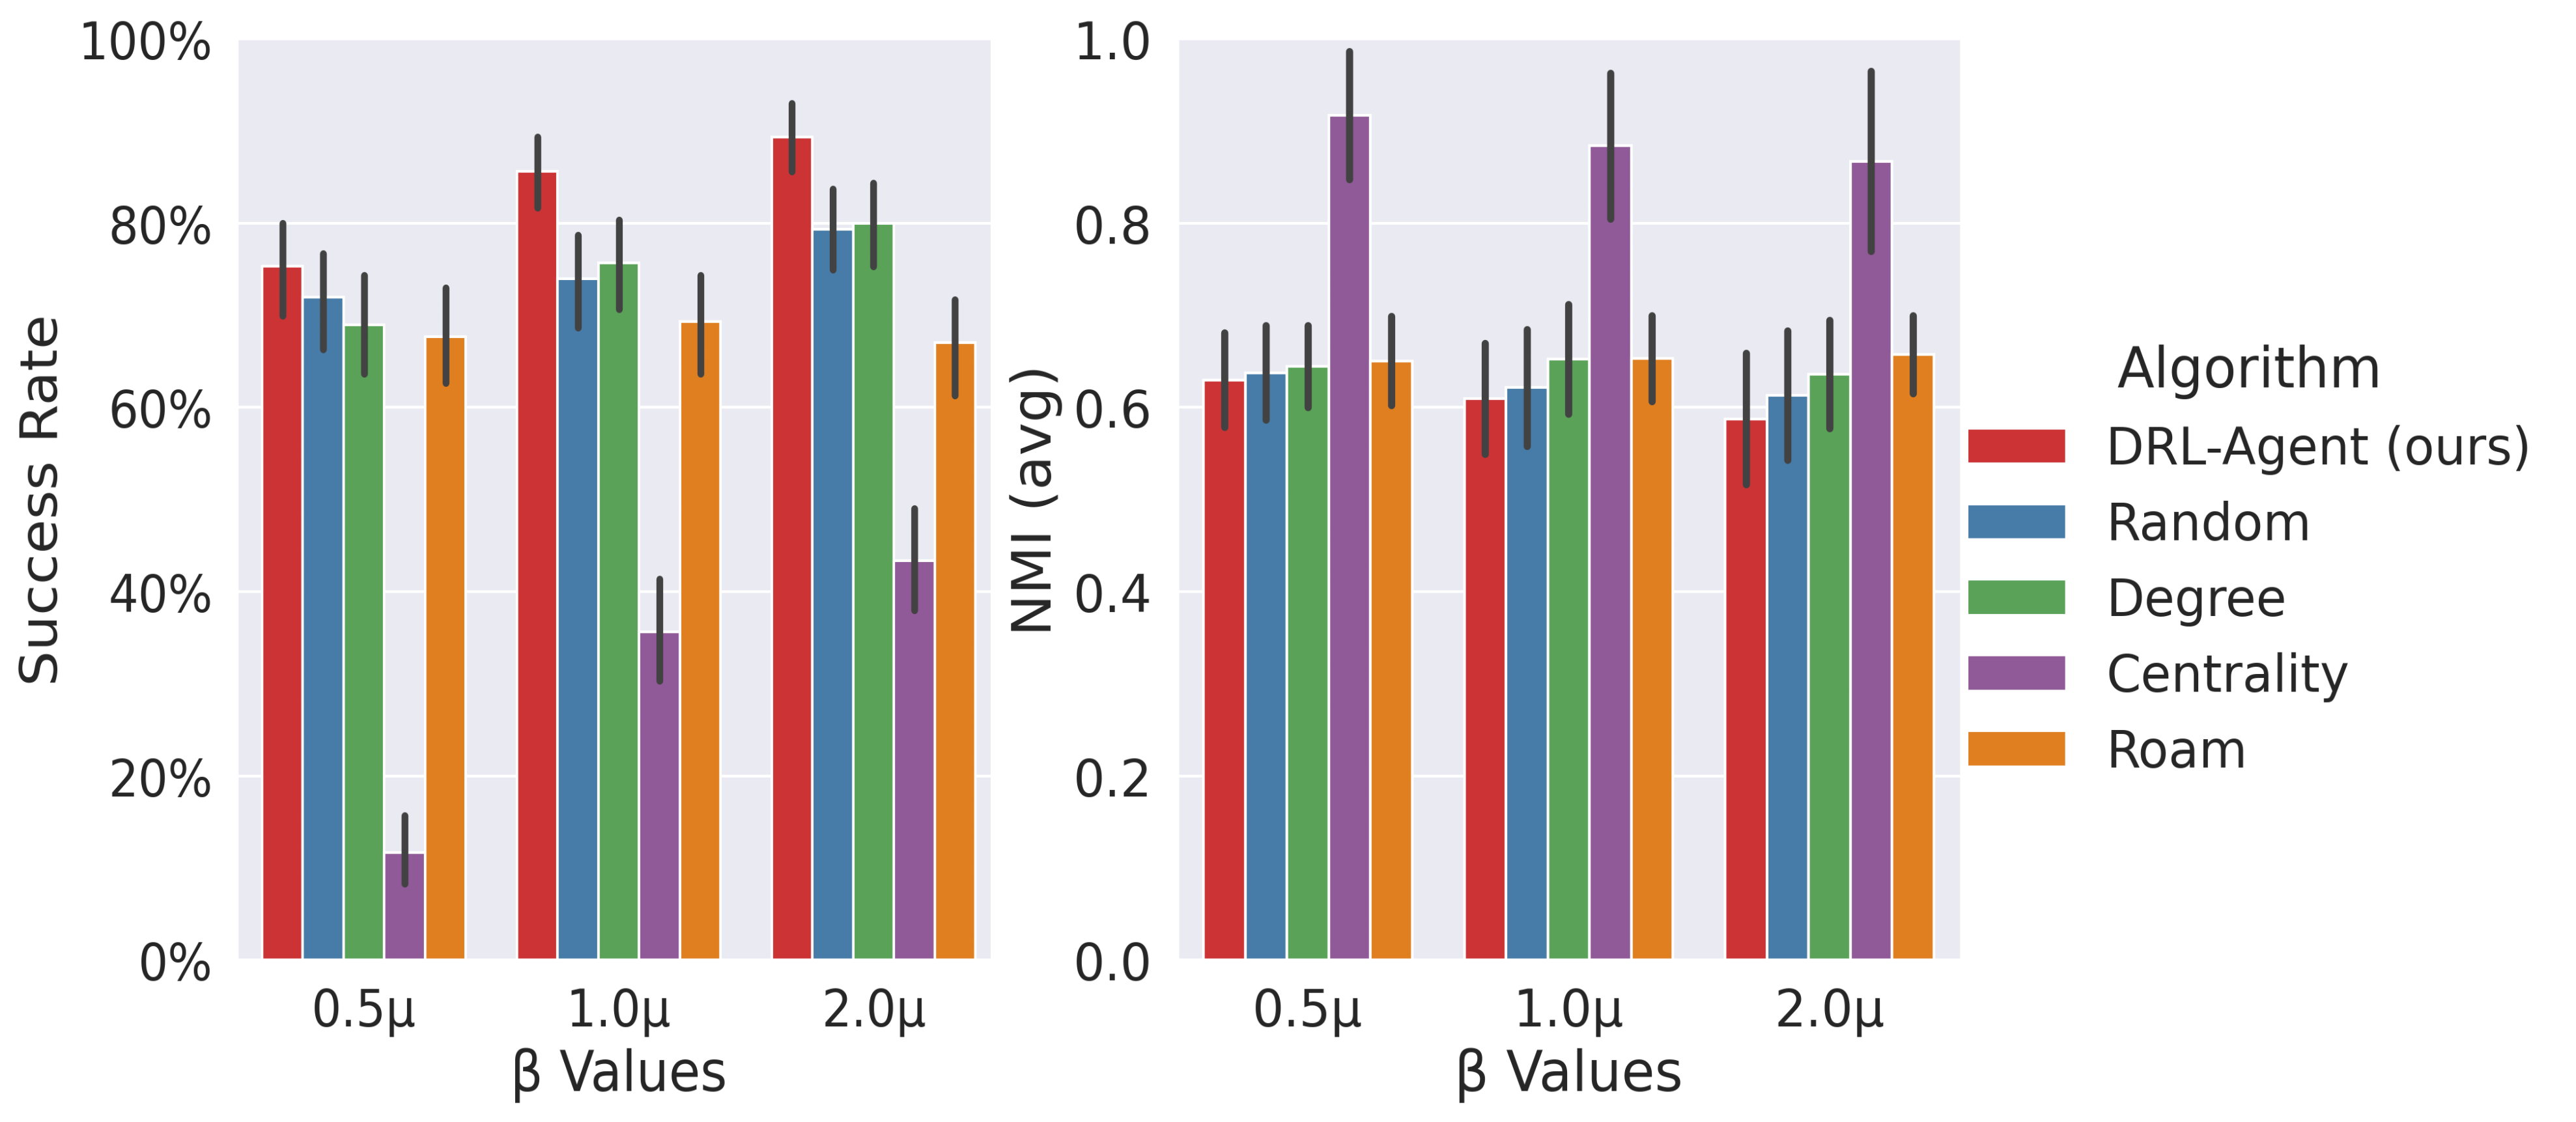 100%
80%
60%
40%
20%
0%
Success Rate
0.5μ 1.0μ 2.0μ
β Values
1.0
0.8
0.6
0.4
0.2
0.0
NMI (avg)
0.5μ 1.0μ 2.0μ
β Values
Algorithm
DRL-Agent (ours)
Random
Degree
Centrality
Roam